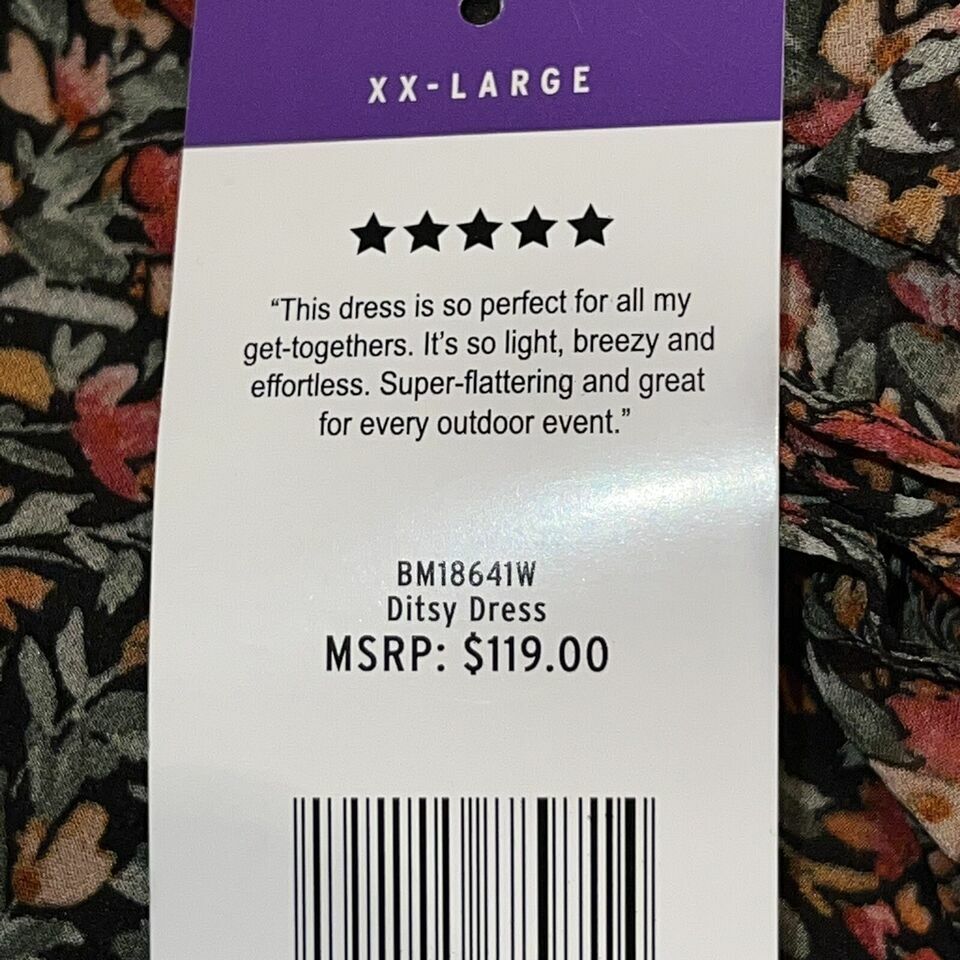 XX-LARGE
★★★★★
“This dress is so perfect for all my
get-togethers. It’s so light, breezy and
effortless. Super-flattering and great
for every outdoor event.”
BM18641W
Ditsy Dress
MSRP: $119.00